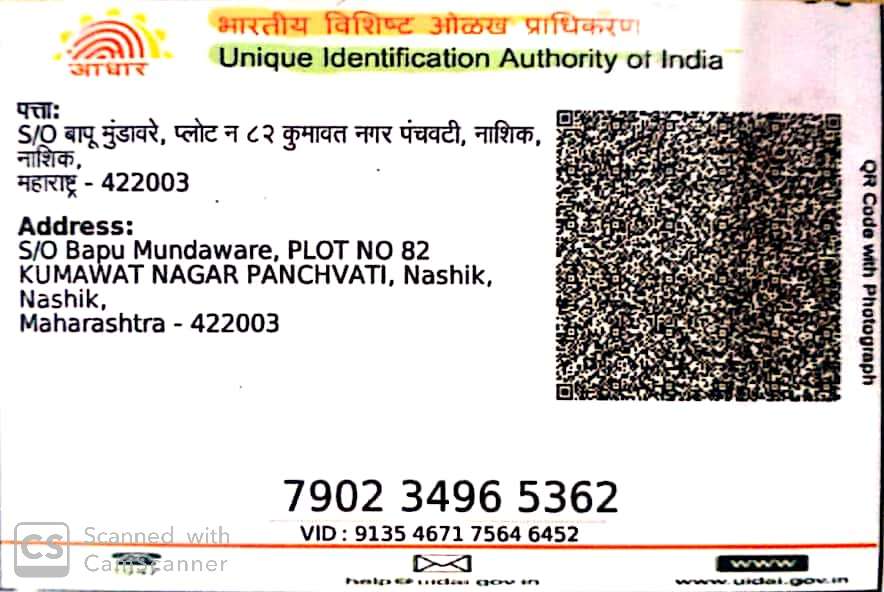 भारतीय विशिष्ट ओळख प्राधिकरण
Unique Identification Authority of India
आधार
पत्ता:
S/O बापू मुंडावरे, प्लोट न ८२ कुमावत नगर पंचवटी, नाशिक,
नाशिक,
महाराष्ट्र - 422003
Address:
S/O Bapu Mundaware, PLOT NO 82
KUMAWAT NAGAR PANCHVATI, Nashik,
Nashik,
Maharashtra - 422003
QR Code with Photograph
7902 3496 5362
VID : 9135 4671 7564 6452
CS Scanned with
CamScanner
www
help@uidai.gov.in
www.uidai.gov.in